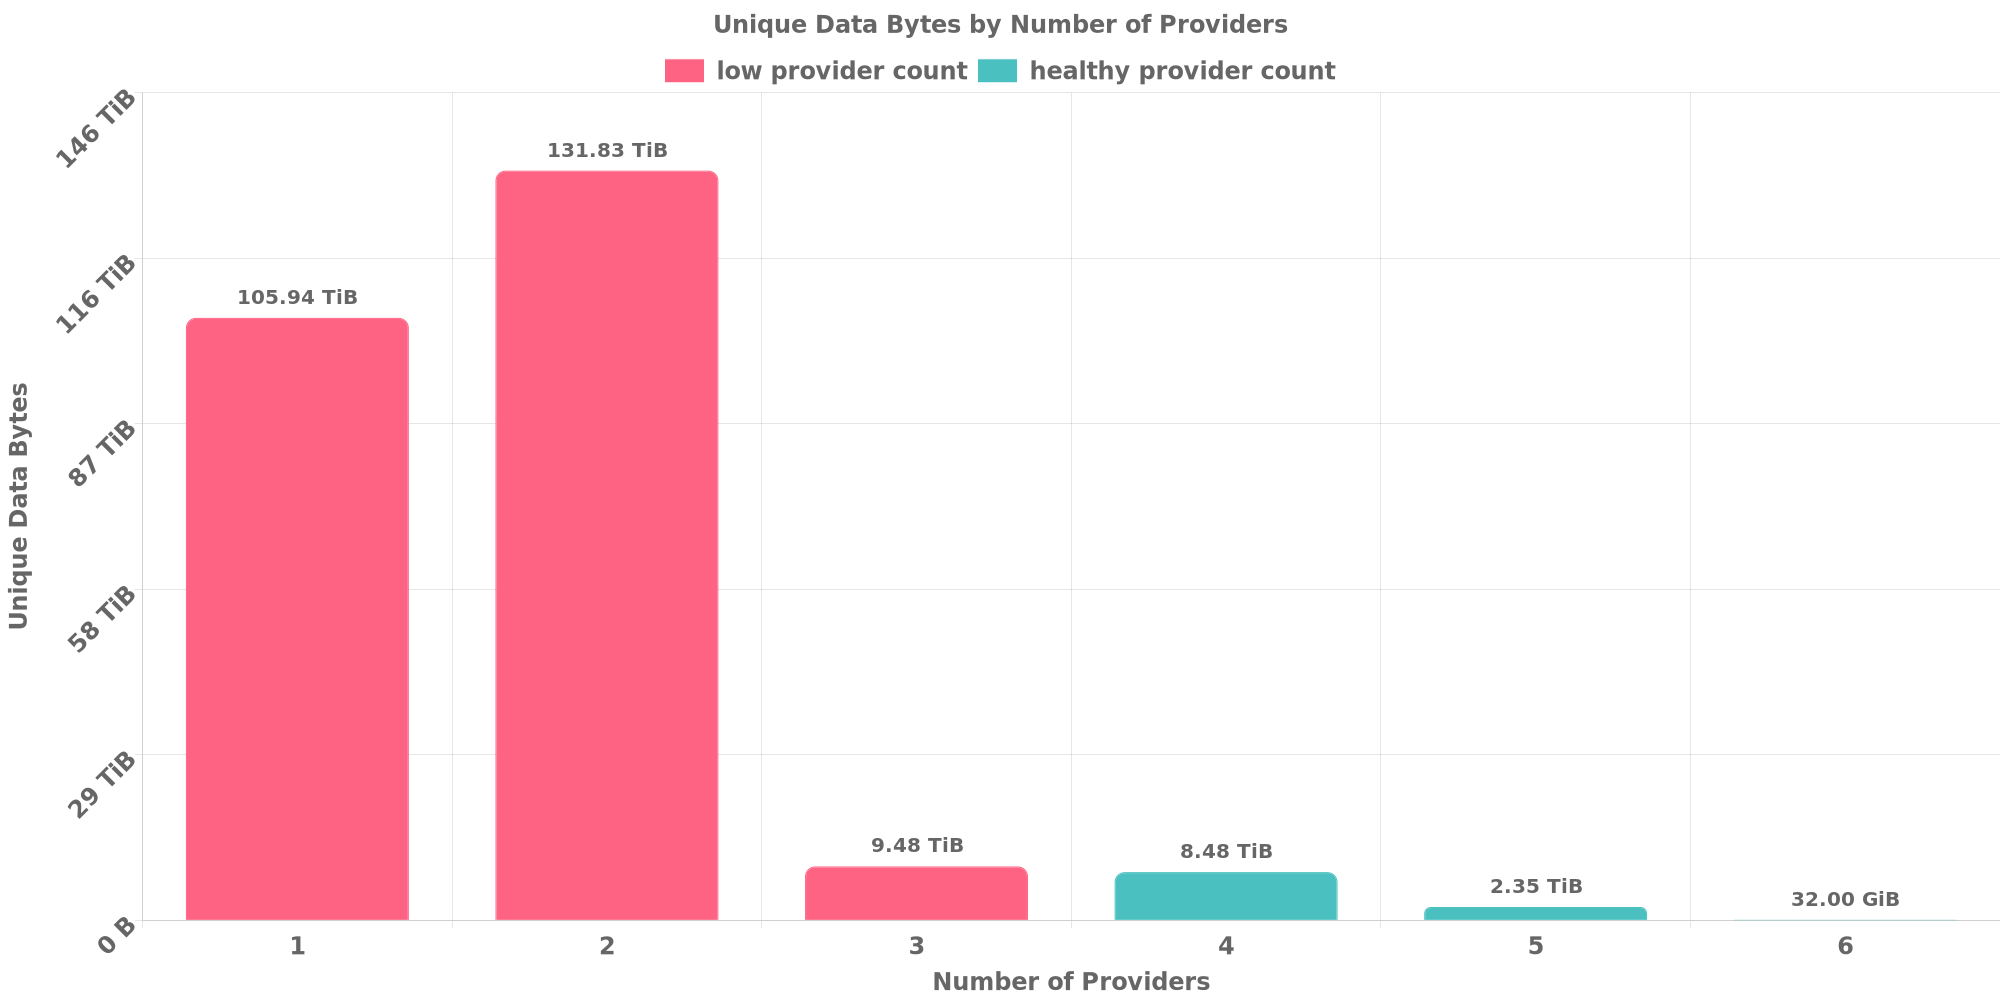 Unique Data Bytes by Number of Providers
low provider count healthy provider count
146 TiB
116 TiB
87 TiB
58 TiB
29 TiB
0 B
Unique Data Bytes
105.94 TiB
131.83 TiB
9.48 TiB
8.48 TiB
2.35 TiB
32.00 GiB
1 2 3 4 5 6
Number of Providers